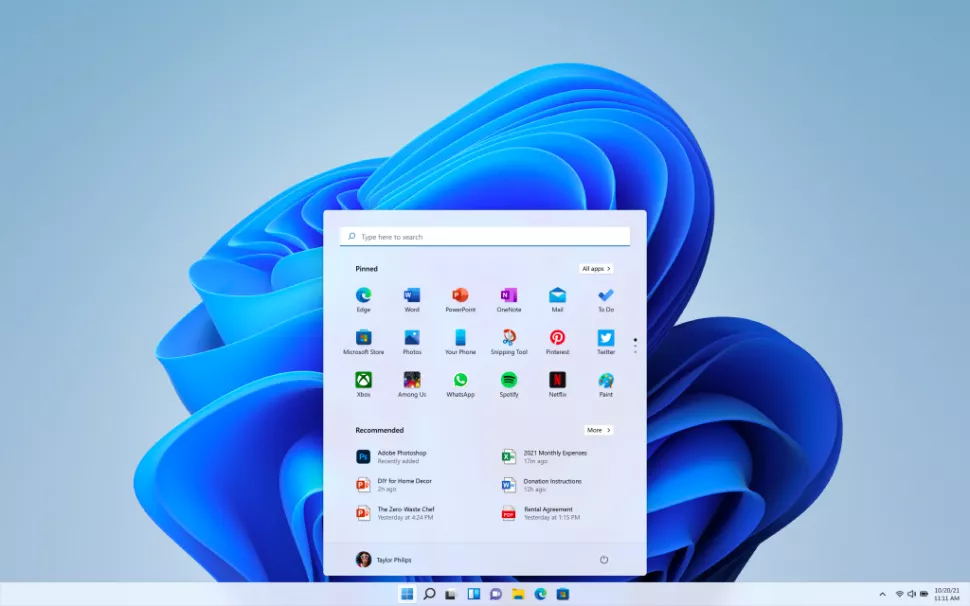 Type here to search
Pinned
All apps >
Edge
Word
PowerPoint
OneNote
Mail
To Do
Microsoft Store
Photos
Your Phone
Snipping Tool
Pinterest
Twitter
Xbox
Among Us
WhatsApp
Spotify
Netflix
Paint
Recommended
More >
Adobe Photoshop
Recently added
2021 Monthly Expenses
17m ago
DIY for Home Decor
2h ago
Donation Instructions
12h ago
The Zero-Waste Chef
Yesterday at 4:24 PM
Rental Agreement
Yesterday at 1:15 PM
Taylor Philips
10/20/21
11:11 AM